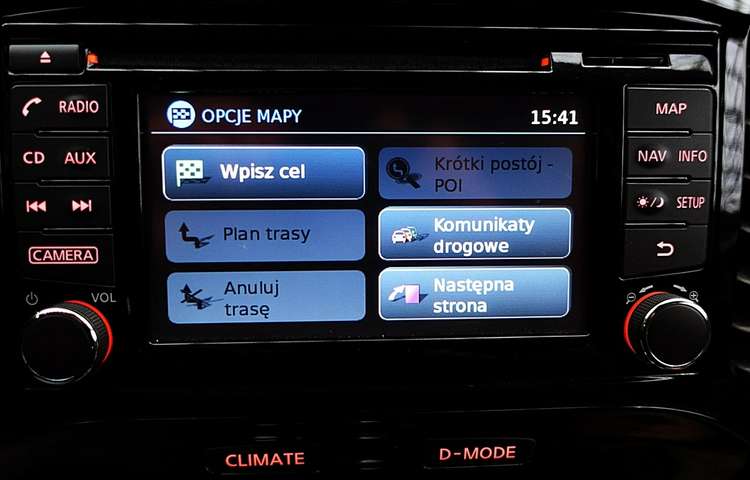 OPCJE MAPY
15:41
Wpisz cel
Krótki postój -
POI
Plan trasy
Komunikaty
drogowe
Anuluj
trasę
Następna
strona
RADIO
CD
AUX
CAMERA
VOL
MAP
NAV
INFO
SETUP
CLIMATE
D-MODE